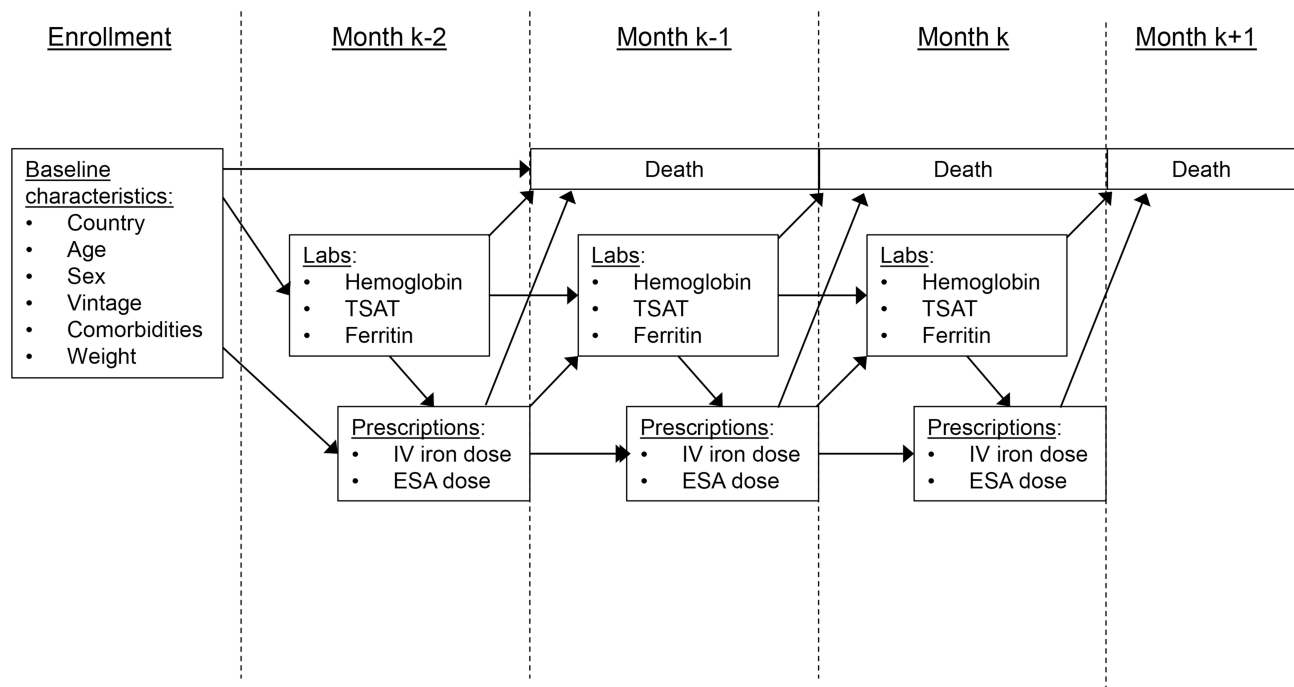 Enrollment
Month k-2
Month k-1
Month k
Month k+1
Baseline
characteristics:
• Country
• Age
• Sex
• Vintage
• Comorbidities
• Weight
Death
Death
Death
Labs:
• Hemoglobin
• TSAT
• Ferritin
Labs:
• Hemoglobin
• TSAT
• Ferritin
Labs:
• Hemoglobin
• TSAT
• Ferritin
Prescriptions:
• IV iron dose
• ESA dose
Prescriptions:
• IV iron dose
• ESA dose
Prescriptions:
• IV iron dose
• ESA dose